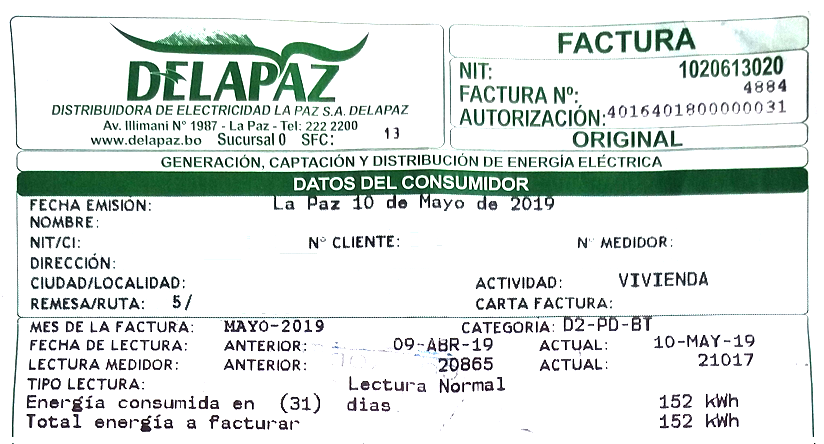 DELAPAZ
DISTRIBUIDORA DE ELECTRICIDAD LA PAZ S.A. DELAPAZ
Av. Illimani N° 1987 - La Paz - Tel: 222 2200
www.delapaz.bo Sucursal 0 SFC: 13
FACTURA
NIT: 1020613020
FACTURA Nº: 4884
AUTORIZACIÓN: 4016401800000031
ORIGINAL
GENERACIÓN, CAPTACIÓN Y DISTRIBUCIÓN DE ENERGÍA ELÉCTRICA
DATOS DEL CONSUMIDOR
FECHA EMISIÓN: La Paz 10 de Mayo de 2019
NOMBRE:
NIT/CI: N° CLIENTE: N° MEDIDOR:
DIRECCIÓN:
CIUDAD/LOCALIDAD: ACTIVIDAD: VIVIENDA
REMESA/RUTA: 5/ CARTA FACTURA:
MES DE LA FACTURA: MAYO-2019 CATEGORIA: D2-PD-BT
FECHA DE LECTURA: ANTERIOR: 09-ABR-19 ACTUAL: 10-MAY-19
LECTURA MEDIDOR: ANTERIOR: 20865 ACTUAL: 21017
TIPO LECTURA: Lectura Normal
Energía consumida en (31) dias 152 kWh
Total energía a facturar 152 kWh